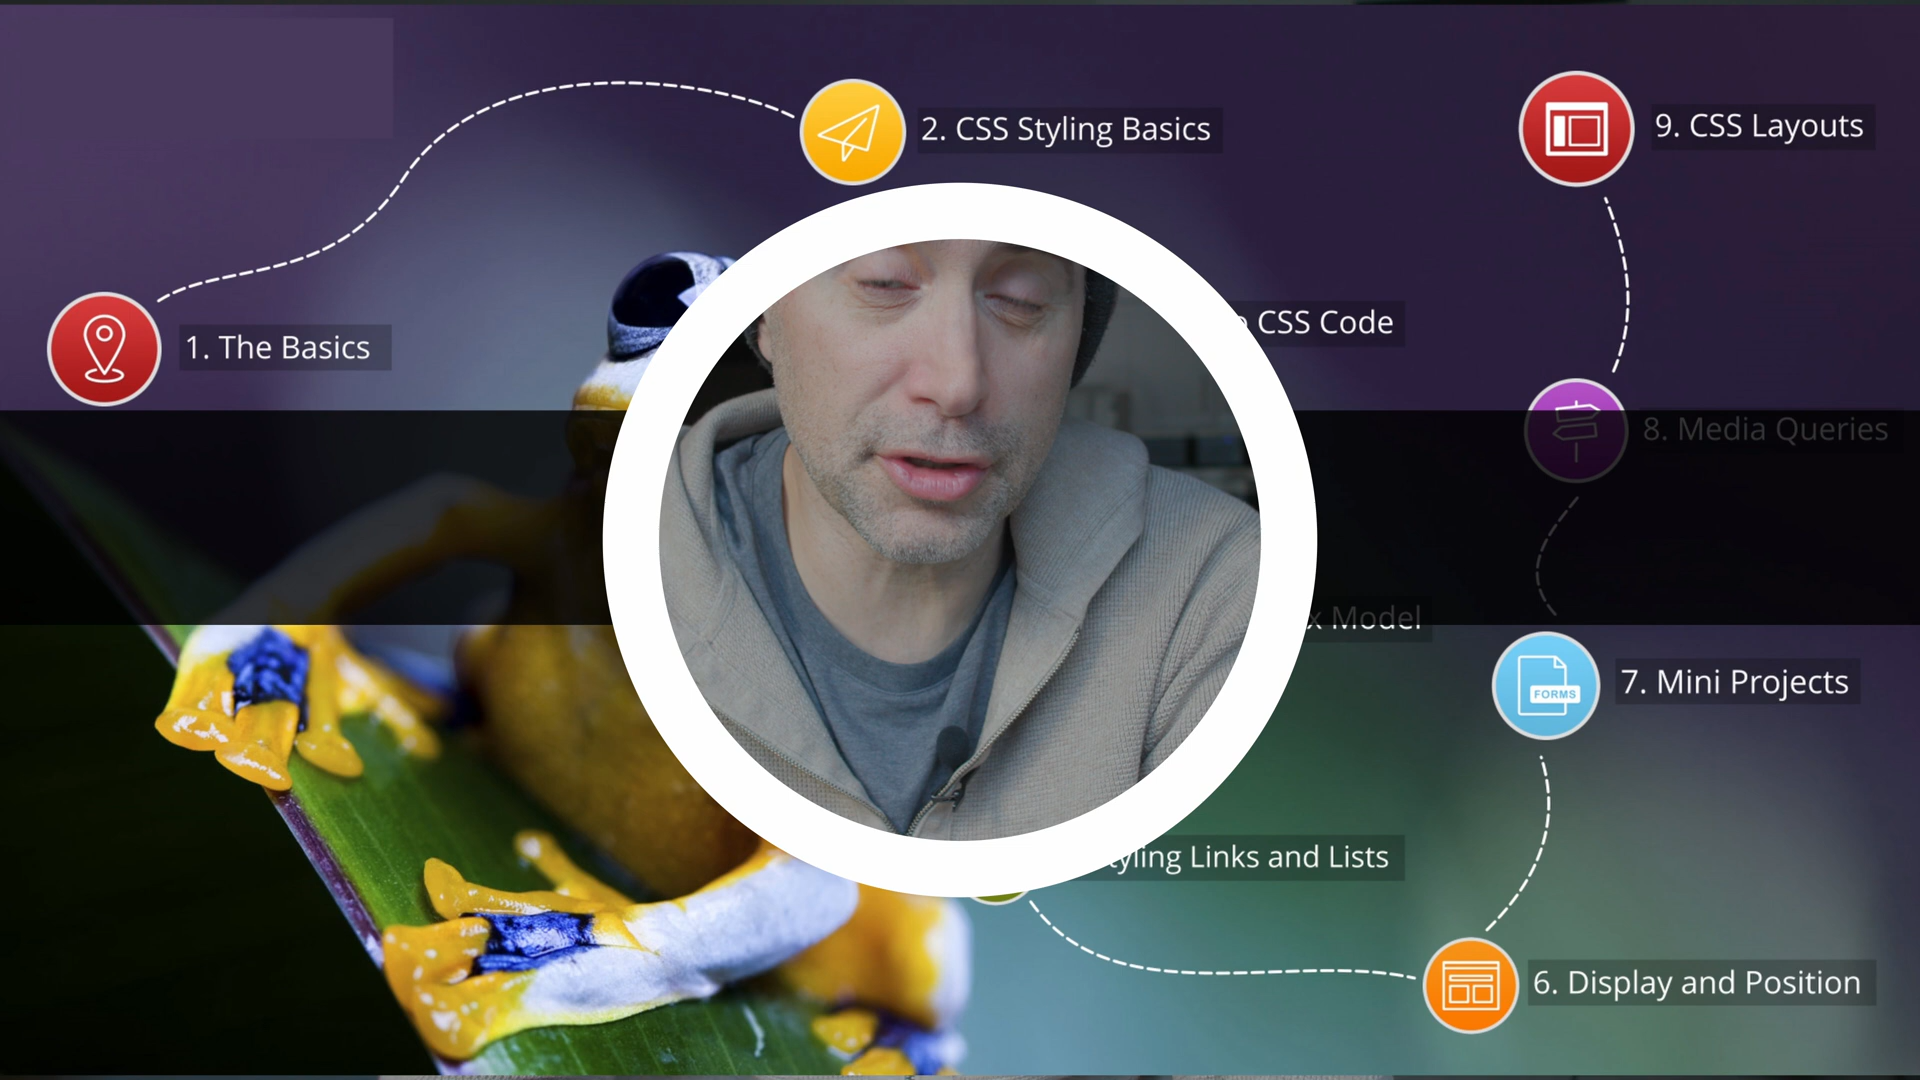 1. The Basics
2. CSS Styling Basics
CSS Code
Model
Links and Lists
6. Display and Position
7. Mini Projects
FORMS
8. Media Queries
9. CSS Layouts